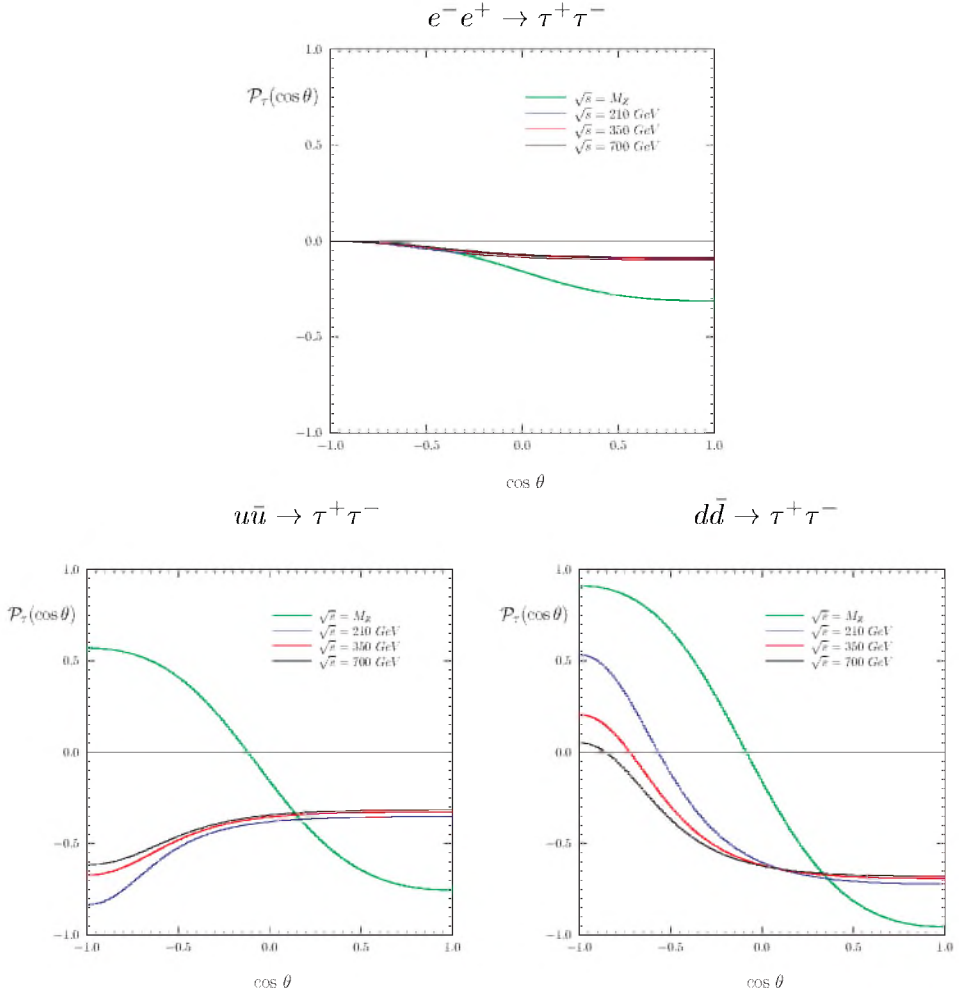 e⁻e⁺ → τ⁺τ⁻
1.0
𝒫τ(cos θ)
√s = M_Z
√s = 210 GeV
√s = 350 GeV
√s = 700 GeV
0.5
0.0
−0.5
−1.0
−1.0 −0.5 0.0 0.5 1.0
cos θ
uū → τ⁺τ⁻
1.0
𝒫τ(cos θ)
√s = M_Z
√s = 210 GeV
√s = 350 GeV
√s = 700 GeV
0.5
0.0
−0.5
−1.0
−1.0 −0.5 0.0 0.5 1.0
cos θ
dd̄ → τ⁺τ⁻
1.0
𝒫τ(cos θ)
√s = M_Z
√s = 210 GeV
√s = 350 GeV
√s = 700 GeV
0.5
0.0
−0.5
−1.0
−1.0 −0.5 0.0 0.5 1.0
cos θ